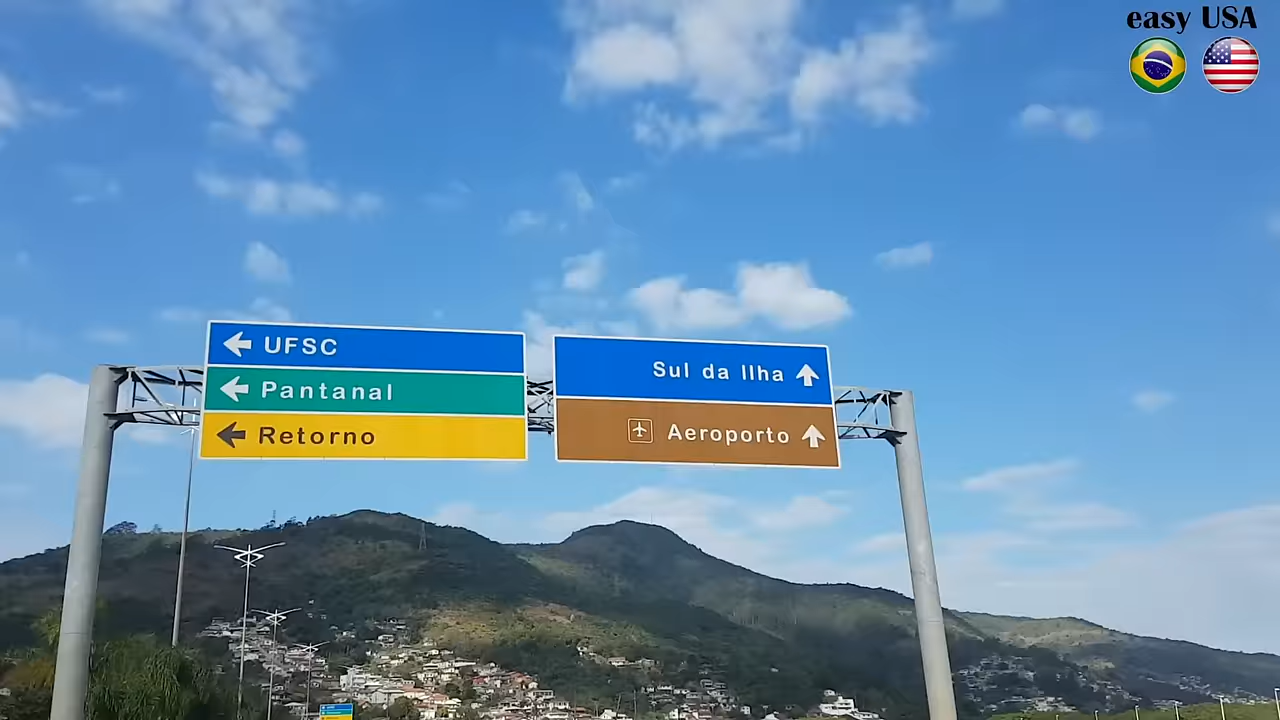 easy USA
UFSC
Pantanal
Retorno
Sul da Ilha
Aeroporto